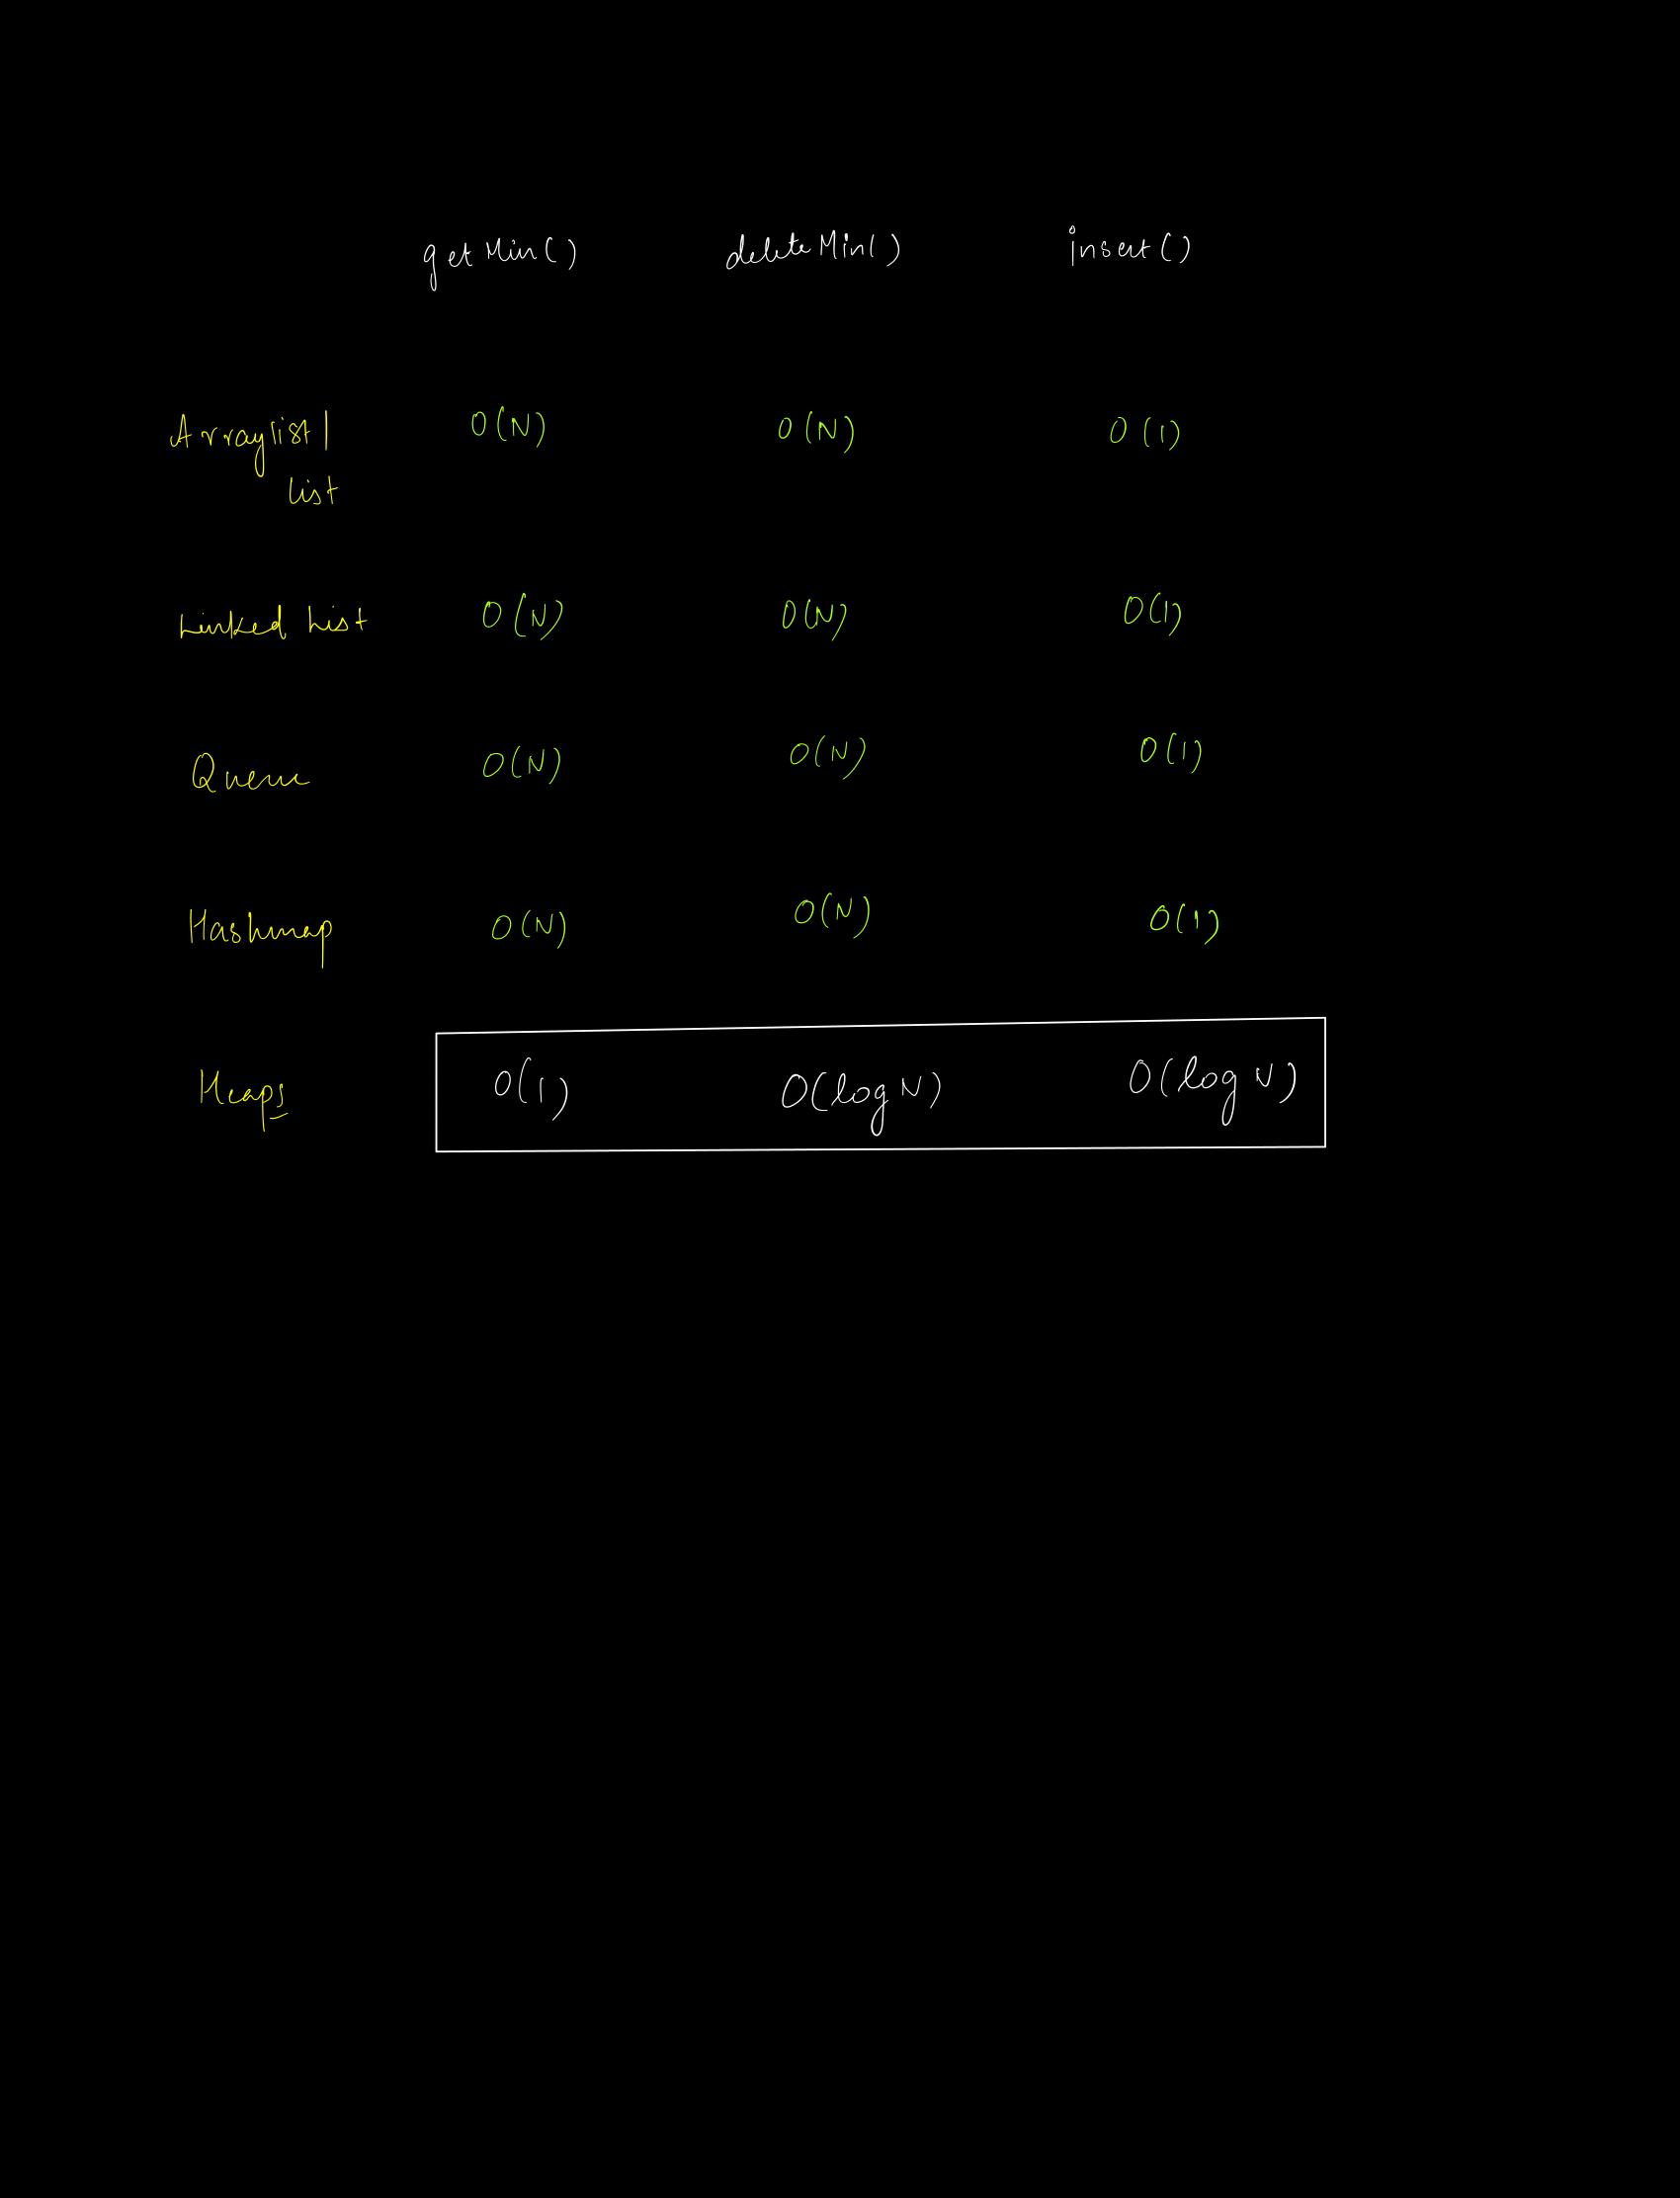 getMin() deleteMin() insert()
Arraylist| O(N) O(N) O(1)
list
Linked List O(N) O(N) O(1)
Queue O(N) O(N) O(1)
Hashmap O(N) O(N) O(1)
Heaps O(1) O(log N) O(log N)